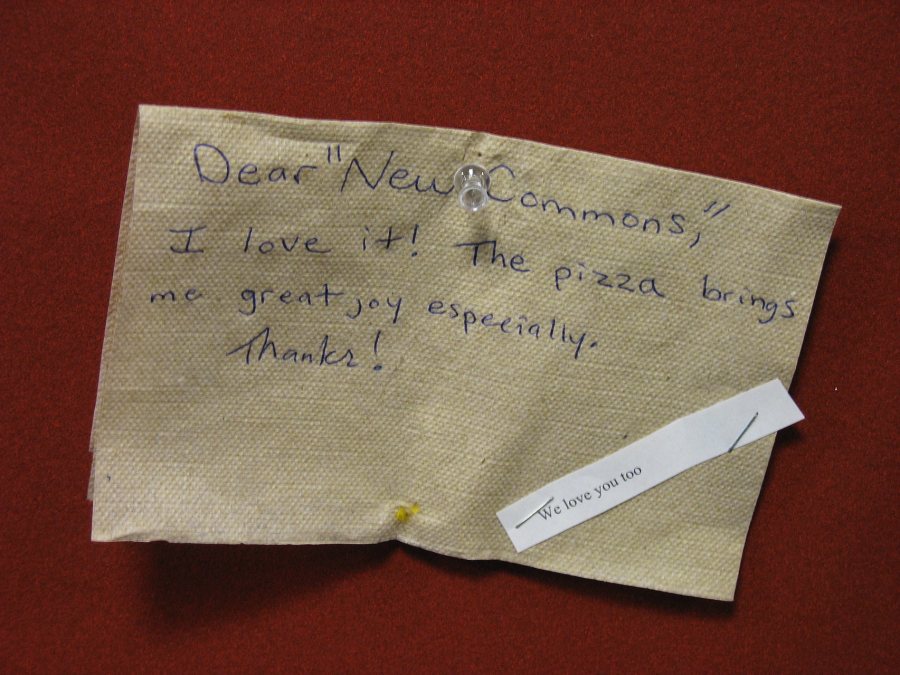 Dear "New Commons,"
I love it! The pizza brings
me great joy especially.
Thanks!
We love you too